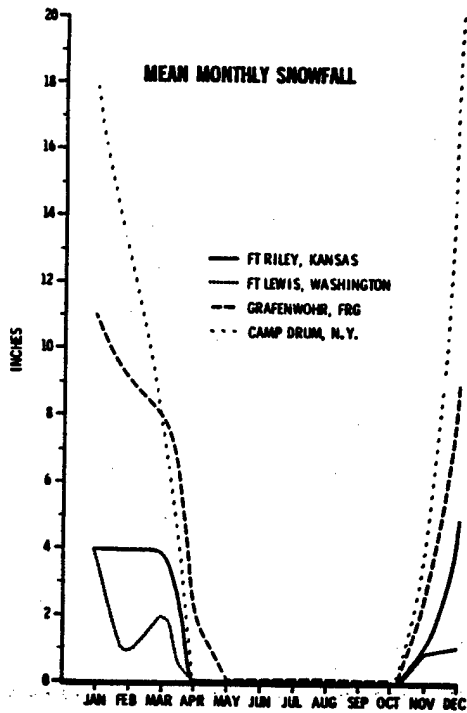 MEAN MONTHLY SNOWFALL
INCHES
20
18
16
14
12
10
8
6
4
2
0
FT RILEY, KANSAS
FT LEWIS, WASHINGTON
GRAFENWOHR, FRG
CAMP DRUM, N.Y.
JAN FEB MAR APR MAY JUN JUL AUG SEP OCT NOV DEC